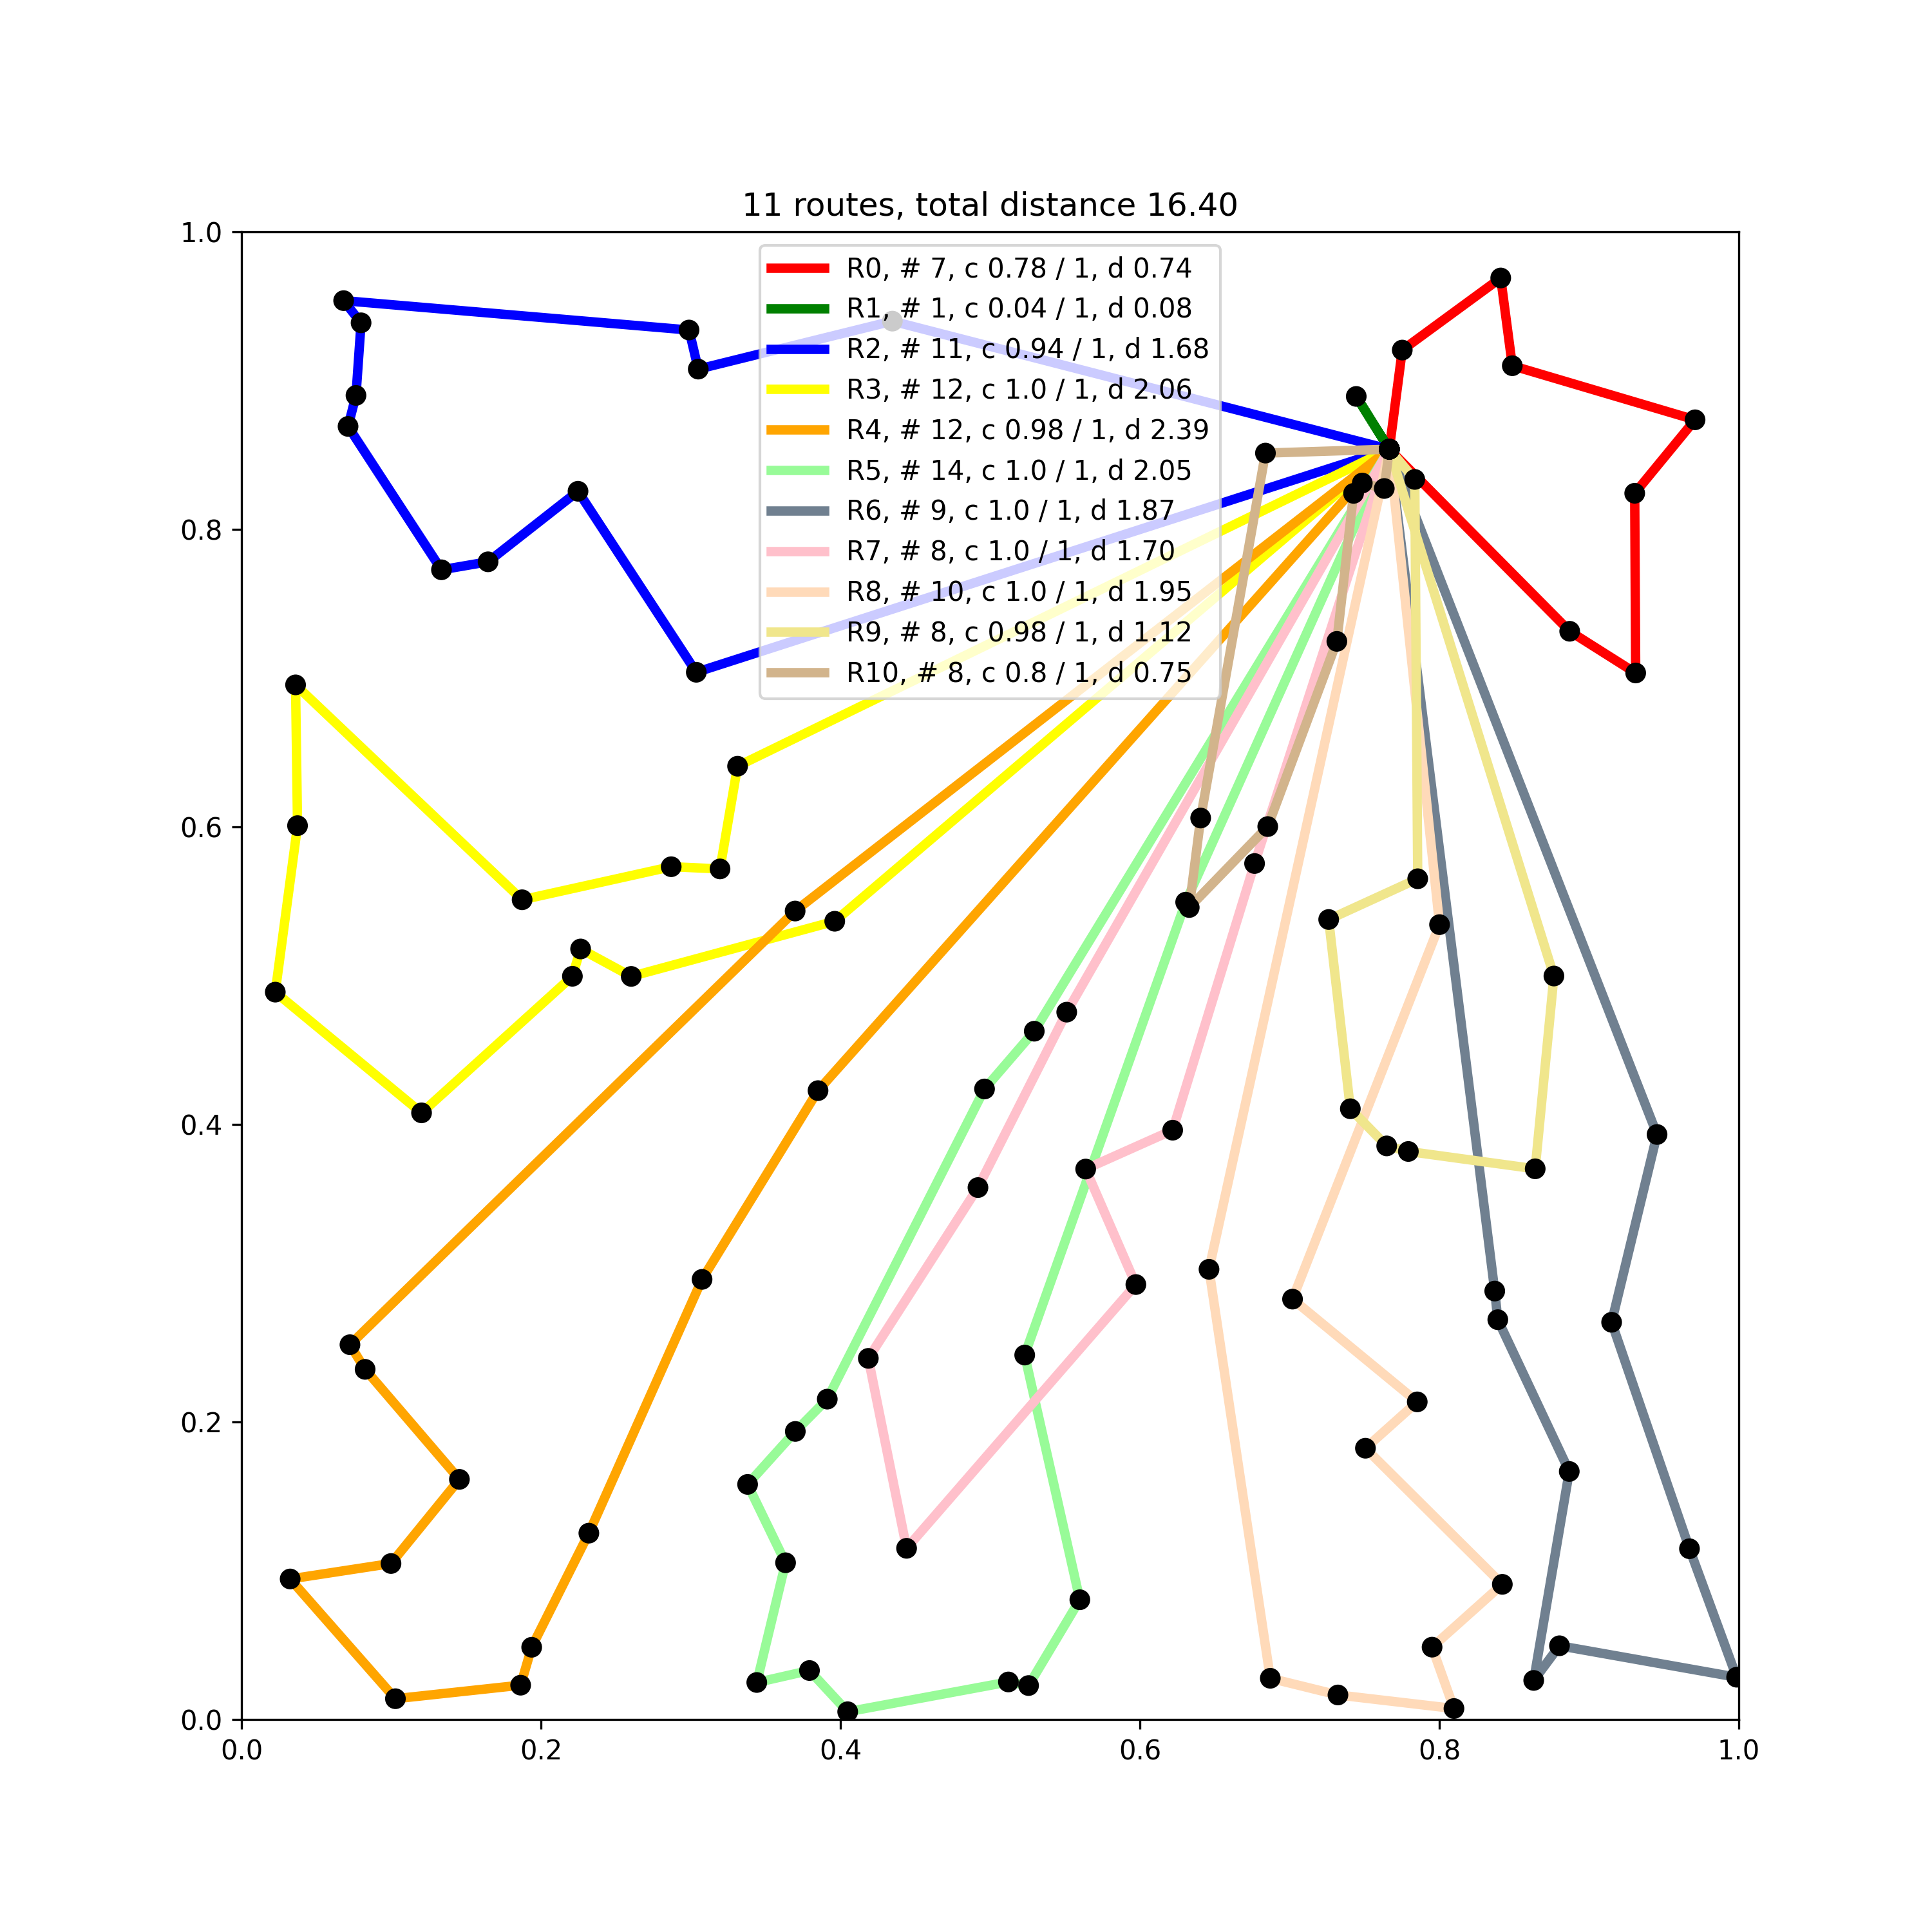 11 routes, total distance 16.40
1.0
R0, # 7, c 0.78 / 1, d 0.74
R1, # 1, c 0.04 / 1, d 0.08
R2, # 11, c 0.94 / 1, d 1.68
R3, # 12, c 1.0 / 1, d 2.06
R4, # 12, c 0.98 / 1, d 2.39
R5, # 14, c 1.0 / 1, d 2.05
R6, # 9, c 1.0 / 1, d 1.87
R7, # 8, c 1.0 / 1, d 1.70
R8, # 10, c 1.0 / 1, d 1.95
R9, # 8, c 0.98 / 1, d 1.12
R10, # 8, c 0.8 / 1, d 0.75
0.8
0.6
0.4
0.2
0.0
0.0 0.2 0.4 0.6 0.8 1.0